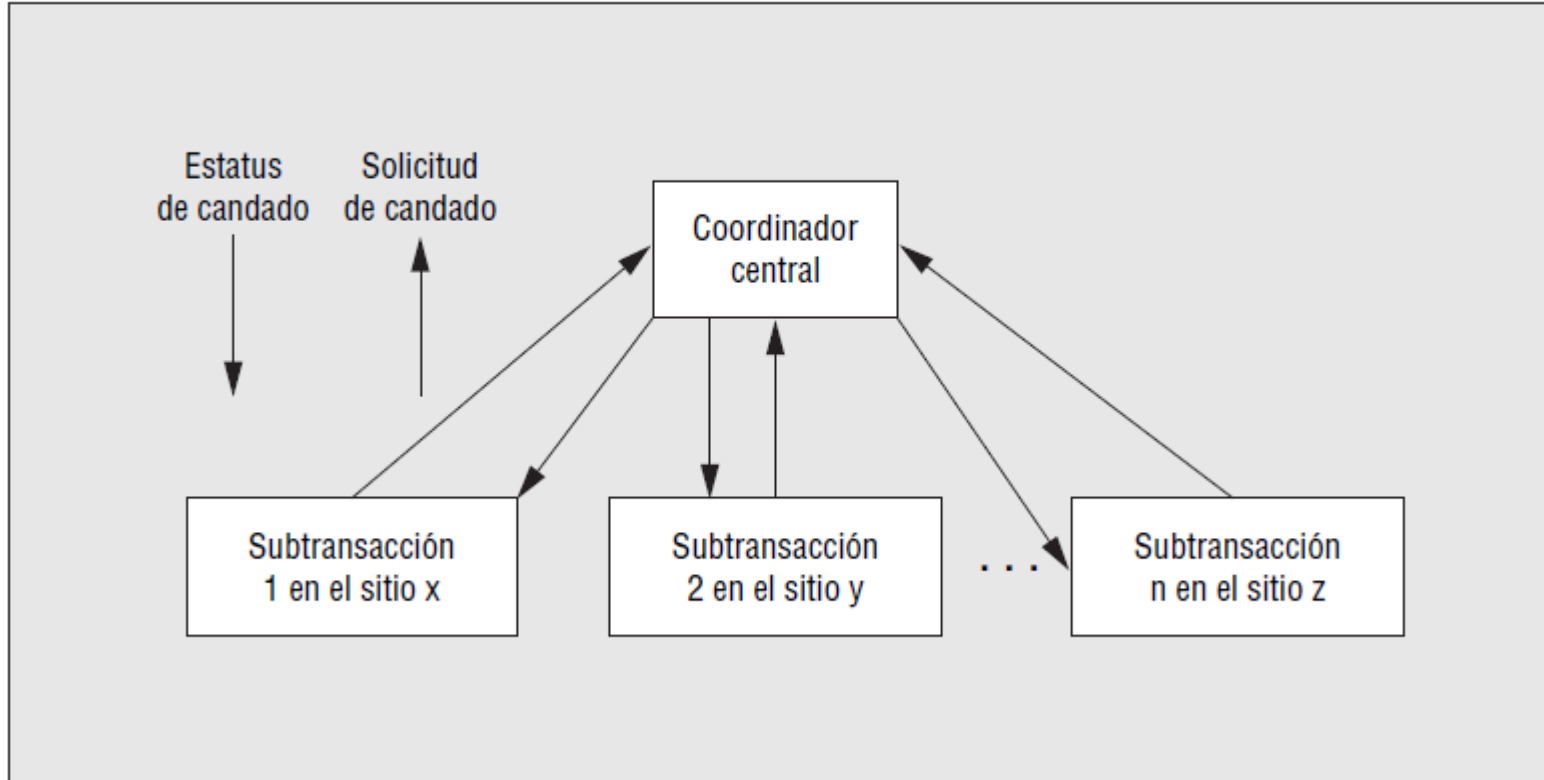 Estatus
de candado
Solicitud
de candado
Coordinador
central
Subtransacción
1 en el sitio x
Subtransacción
2 en el sitio y
. . .
Subtransacción
n en el sitio z